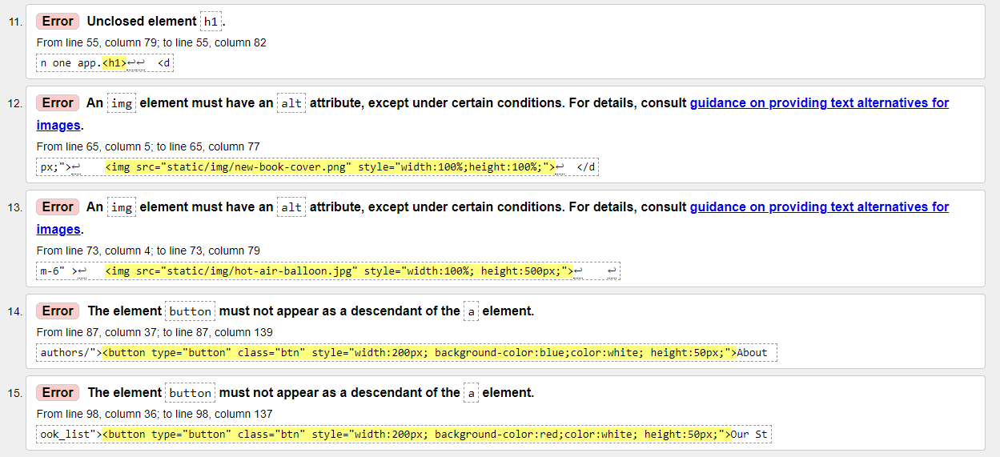 11. Error Unclosed element h1.
From line 55, column 79; to line 55, column 82
n one app.<h1>↩↩  <d
12. Error An img element must have an alt attribute, except under certain conditions. For details, consult guidance on providing text alternatives for
images.
From line 65, column 5; to line 65, column 77
px;">↩    <img src="static/img/new-book-cover.png" style="width:100%;height:100%;">↩  </d
13. Error An img element must have an alt attribute, except under certain conditions. For details, consult guidance on providing text alternatives for
images.
From line 73, column 4; to line 73, column 79
m-6" >↩   <img src="static/img/hot-air-balloon.jpg" style="width:100%; height:500px;">↩    ↩
14. Error The element button must not appear as a descendant of the a element.
From line 87, column 37; to line 87, column 139
authors/"><button type="button" class="btn" style="width:200px; background-color:blue;color:white; height:50px;">About
15. Error The element button must not appear as a descendant of the a element.
From line 98, column 36; to line 98, column 137
ook_list"><button type="button" class="btn" style="width:200px; background-color:red;color:white; height:50px;">Our St